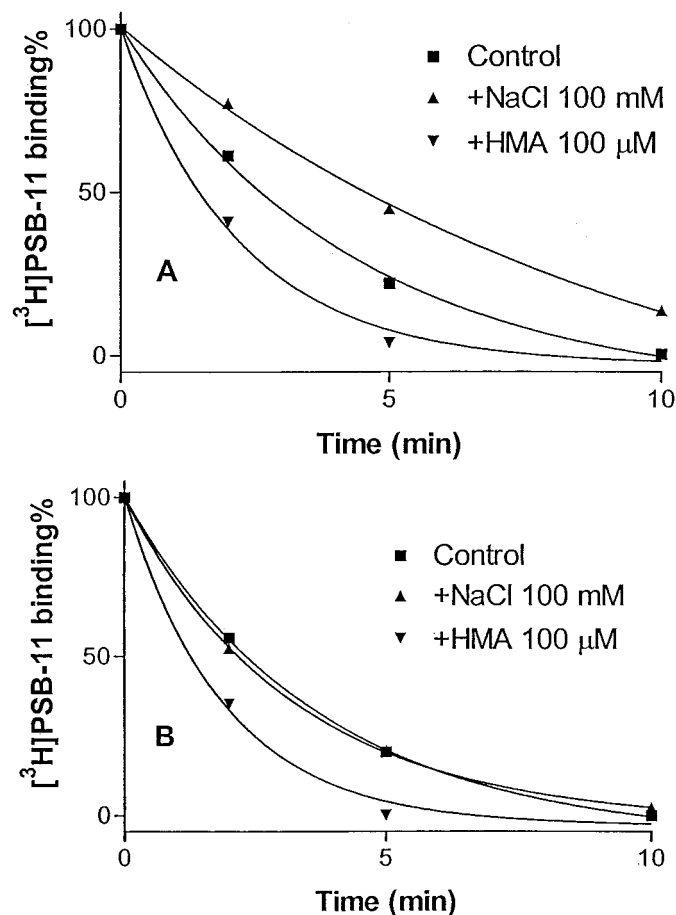 100
50
0
[³H]PSB-11 binding%
Control
+NaCl 100 mM
+HMA 100 μM
A
0
5
10
Time (min)
100
50
0
[³H]PSB-11 binding%
Control
+NaCl 100 mM
+HMA 100 μM
B
0
5
10
Time (min)